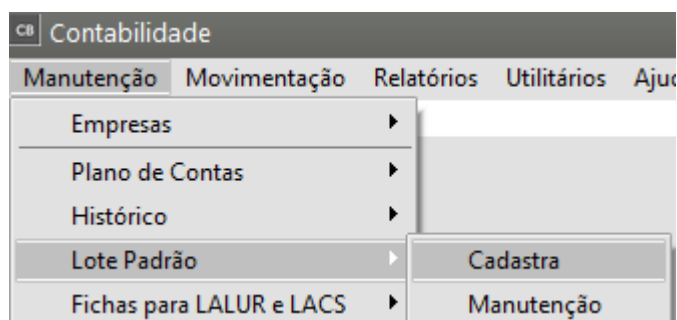 CB Contabilidade
Manutenção Movimentação Relatórios Utilitários
Empresas
Plano de Contas
Histórico
Lote Padrão Cadastra
Fichas para LALUR e LACS Manutenção